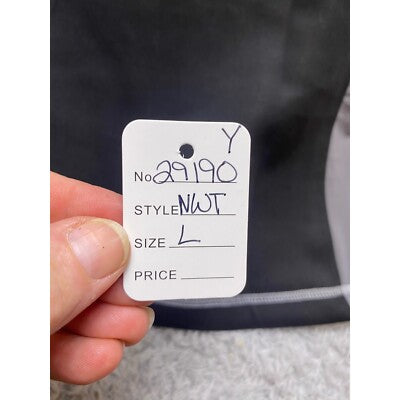 Y
No 29190
STYLE NWT
SIZE L
PRICE